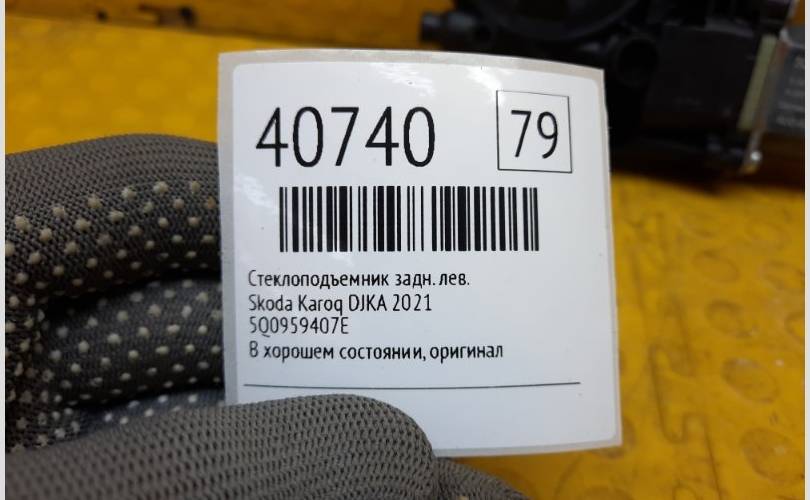 40740 79
Стеклоподъемник задн. лев.
Skoda Karoq DJKA 2021
5Q0959407E
В хорошем состоянии, оригинал